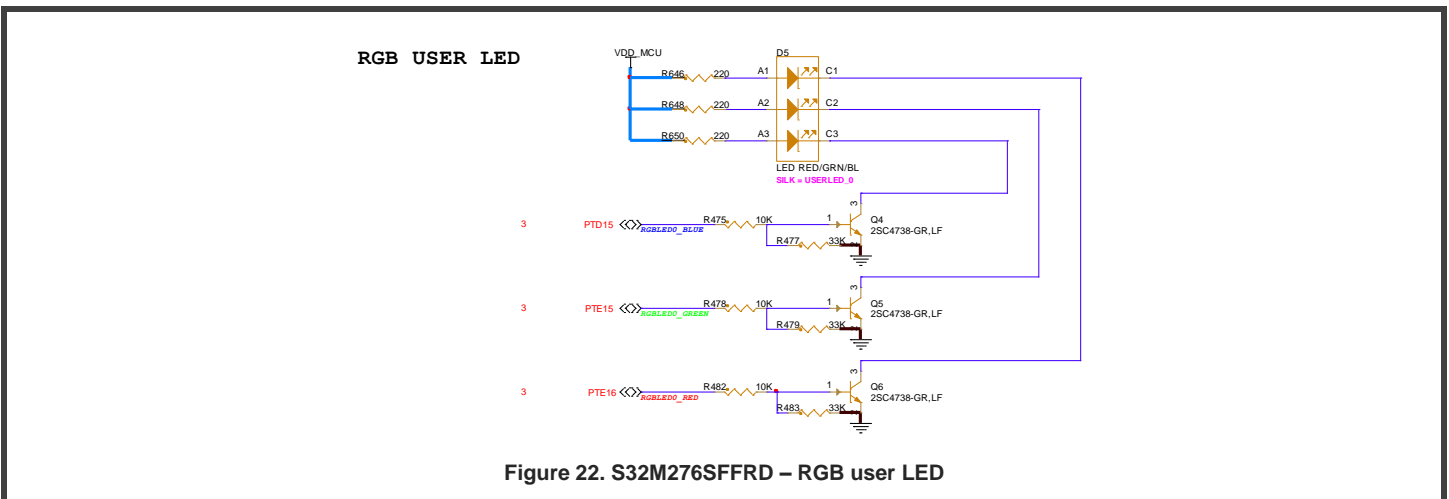 RGB USER LED
VDD_MCU
D5
R646 220 A1 C1
R648 220 A2 C2
R650 220 A3 C3
LED RED/GRN/BL
SILK = USERLED_0
3 PTD15 RGBLED0_BLUE R475 10K 1 3 Q4
2SC4738-GR,LF
R477 33K
3 PTE15 RGBLED0_GREEN R478 10K 1 3 Q5
2SC4738-GR,LF
R479 33K
3 PTE16 RGBLED0_RED R482 10K 1 3 Q6
2SC4738-GR,LF
R483 33K
Figure 22. S32M276SFFRD – RGB user LED